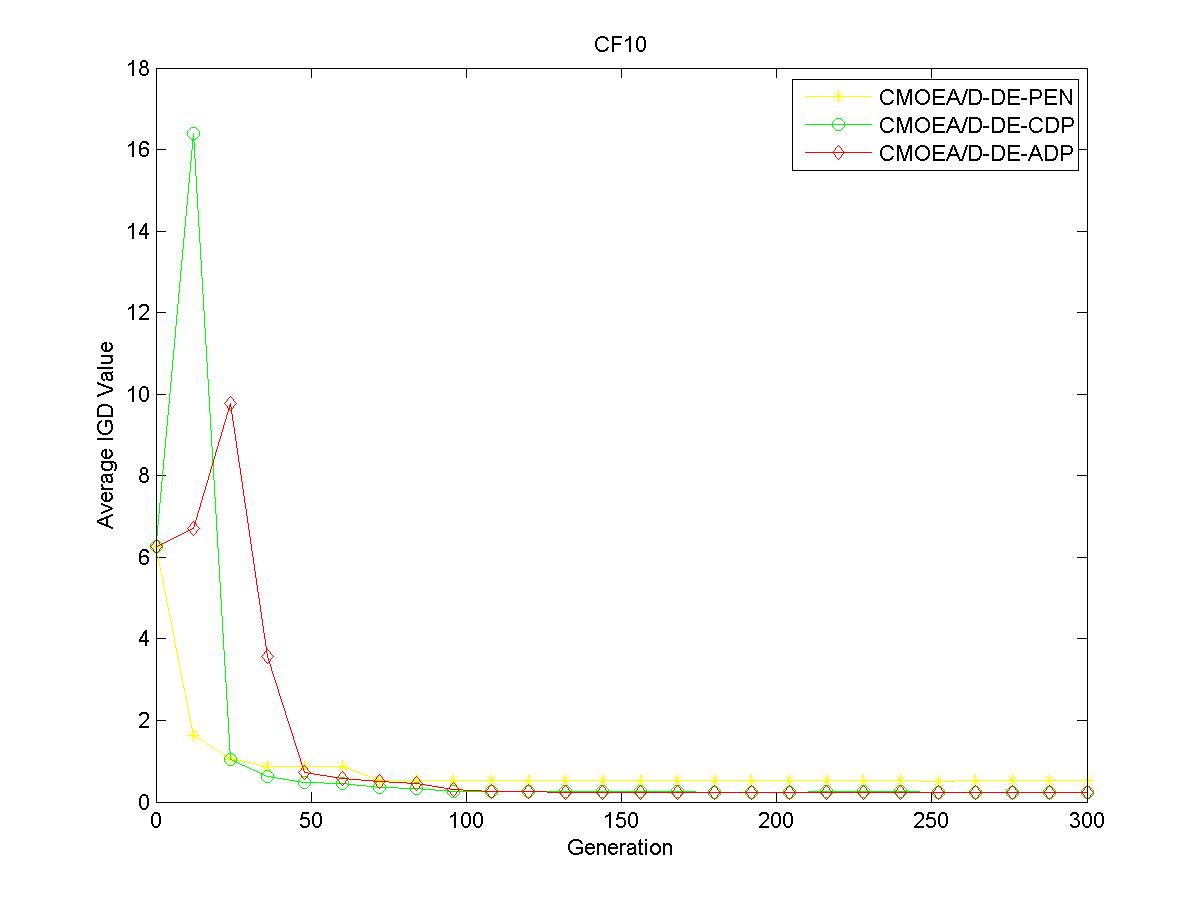 CF10
18
16
14
12
10
8
6
4
2
0
Average IGD Value
CMOEA/D-DE-PEN
CMOEA/D-DE-CDP
CMOEA/D-DE-ADP
0 50 100 150 200 250 300
Generation